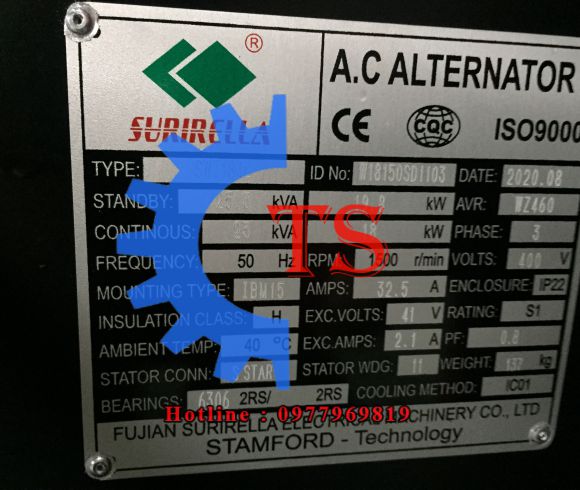 ®
SURIRELLA
A.C ALTERNATOR
CE CQC ISO9000
TYPE: ID No: W18150SD1103 DATE: 2020.08
STANDBY: kVA kW AVR: WZ460
CONTINOUS: kVA 18 kW PHASE: 3
FREQUENCY: 50 Hz RPM: 1500 r/min VOLTS: 400 V
MOUNTING TYPE: IBM15 AMPS: 32.5 A ENCLOSURE: IP22
INSULATION CLASS: H EXC.VOLTS: 41 V RATING: S1
AMBIENT TEMP: 40 °C EXC.AMPS: 2.1 A PF: 0.8
STATOR CONN: S STAR STATOR WDG: 11 WEIGHT: 137 kg
BEARINGS: 6306 2RS/ 2RS COOLING METHOD: IC01
FUJIAN SURIRELLA ELECTRICAL MACHINERY CO., LTD
STAMFORD - Technology
TS
Hotline : 0977969819